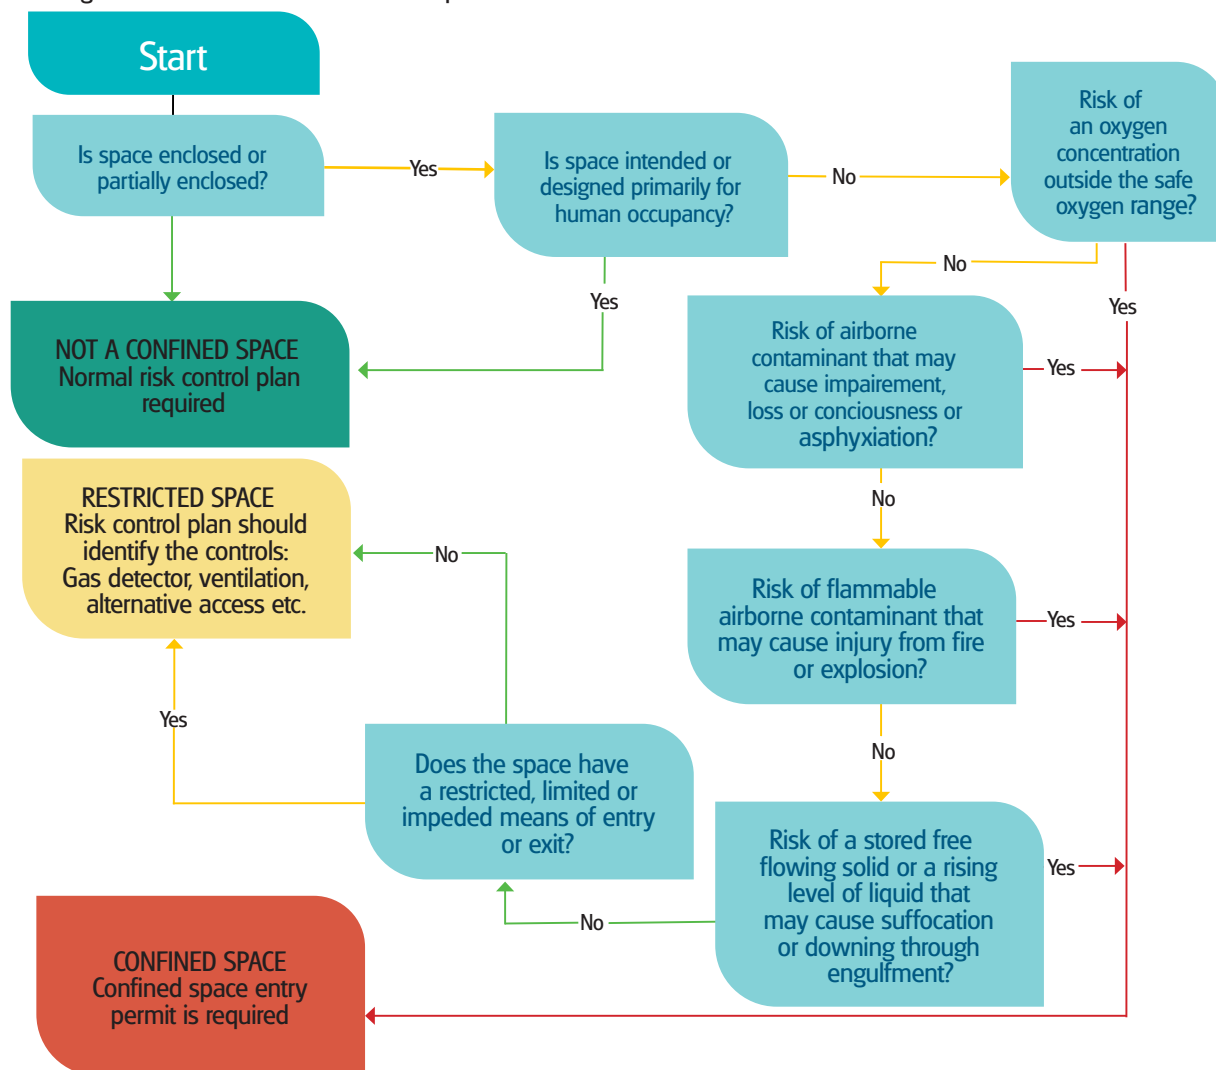 Start
Is space enclosed or
partially enclosed?
Yes
Is space intended or
designed primarily for
human occupancy?
No
Risk of
an oxygen
concentration
outside the safe
oxygen range?
No
Yes
Yes
NOT A CONFINED SPACE
Normal risk control plan
required
Risk of airborne
contaminant that may
cause impairement,
loss or conciousness or
asphyxiation?
Yes
No
RESTRICTED SPACE
Risk control plan should
identify the controls:
Gas detector, ventilation,
alternative access etc.
No
Risk of flammable
airborne contaminant that
may cause injury from fire
or explosion?
Yes
Yes
No
Does the space have
a restricted, limited or
impeded means of entry
or exit?
Risk of a stored free
flowing solid or a rising
level of liquid that
may cause suffocation
or downing through
engulfment?
Yes
No
CONFINED SPACE
Confined space entry
permit is required